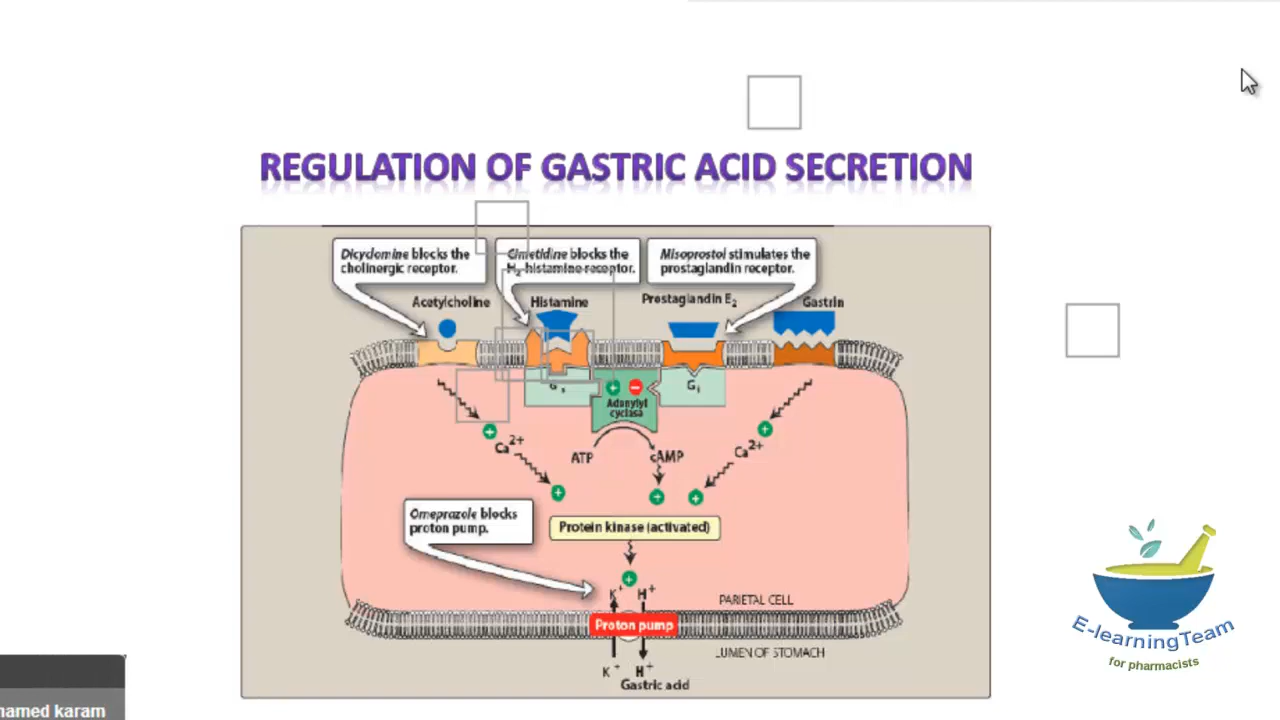 REGULATION OF GASTRIC ACID SECRETION
Dicyclomine blocks the
cholinergic receptor.
Cimetidine blocks the
H2-histamine receptor.
Misoprostol stimulates the
prostaglandin receptor.
Acetylcholine
Histamine
Prostaglandin E2
Gastrin
Gs
+
−
Gi
Adenylyl
cyclase
+
Ca2+
ATP
cAMP
+
Ca2+
+
+
+
Omeprazole blocks
proton pump.
Protein kinase (activated)
+
K+
H+
PARIETAL CELL
Proton pump
LUMEN OF STOMACH
K+
H+
Gastric acid
E-learningTeam
for pharmacists
named karam